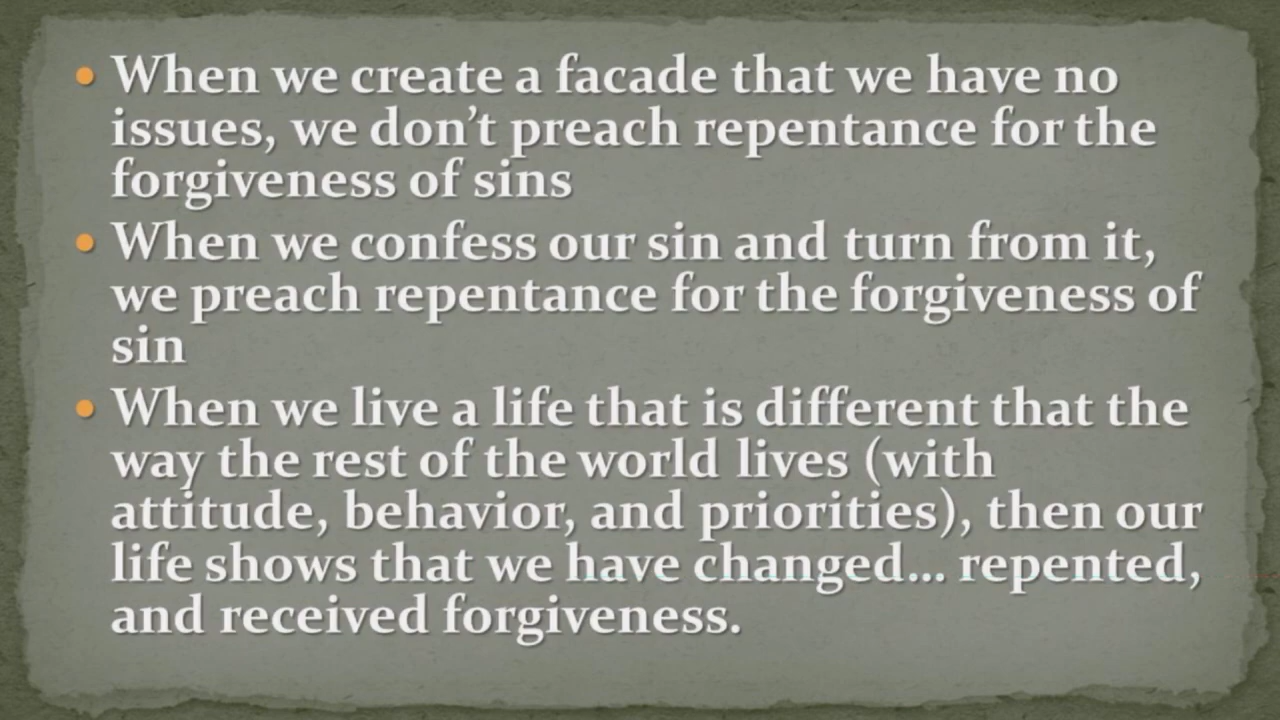 • When we create a facade that we have no
issues, we don’t preach repentance for the
forgiveness of sins
• When we confess our sin and turn from it,
we preach repentance for the forgiveness of
sin
• When we live a life that is different that the
way the rest of the world lives (with
attitude, behavior, and priorities), then our
life shows that we have changed... repented,
and received forgiveness.